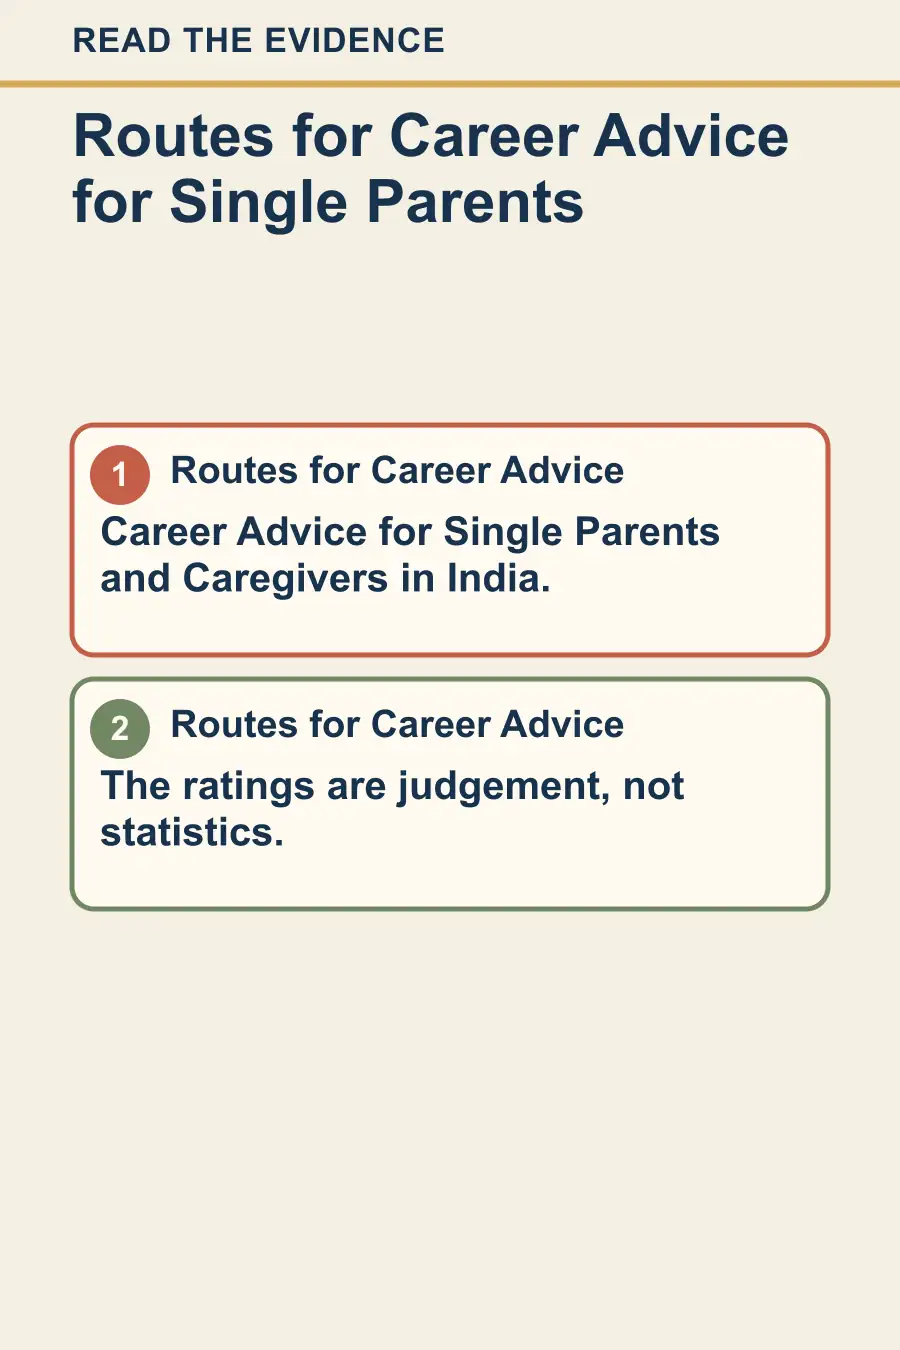 READ THE EVIDENCE
Routes for Career Advice
for Single Parents
1 Routes for Career Advice
Career Advice for Single Parents
and Caregivers in India.
2 Routes for Career Advice
The ratings are judgement, not
statistics.